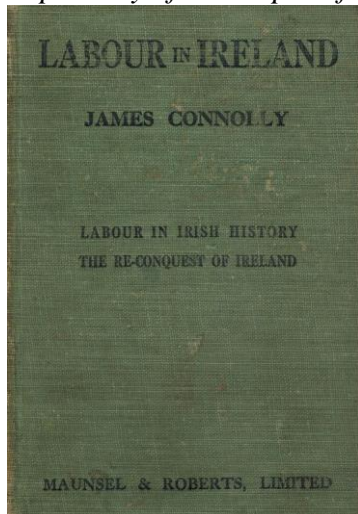 LABOUR IN IRELAND
JAMES CONNOLLY
LABOUR IN IRISH HISTORY
THE RE-CONQUEST OF IRELAND
MAUNSEL & ROBERTS, LIMITED